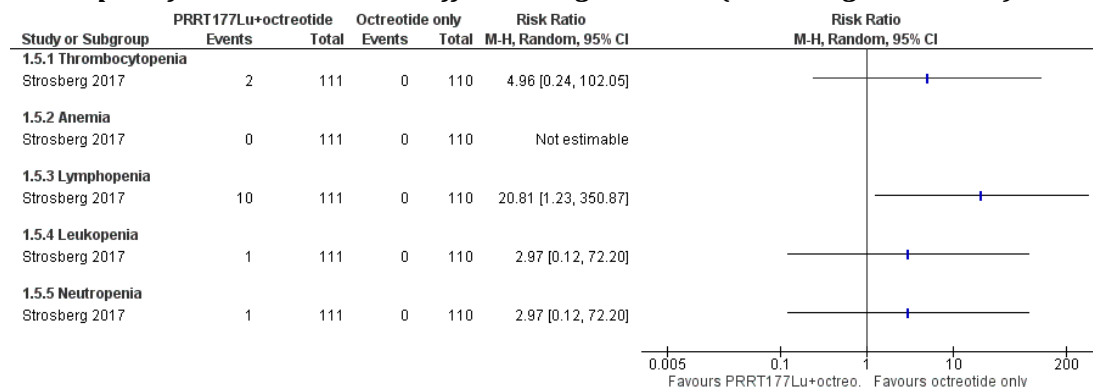 PRRT177Lu+octreotide Octreotide only Risk Ratio Risk Ratio
Study or Subgroup Events Total Events Total M-H, Random, 95% CI M-H, Random, 95% CI
1.5.1 Thrombocytopenia
Strosberg 2017 2 111 0 110 4.96 [0.24, 102.05]
1.5.2 Anemia
Strosberg 2017 0 111 0 110 Not estimable
1.5.3 Lymphopenia
Strosberg 2017 10 111 0 110 20.81 [1.23, 350.87]
1.5.4 Leukopenia
Strosberg 2017 1 111 0 110 2.97 [0.12, 72.20]
1.5.5 Neutropenia
Strosberg 2017 1 111 0 110 2.97 [0.12, 72.20]
0.005 0.1 1 10 200
Favours PRRT177Lu+octreo. Favours octreotide only